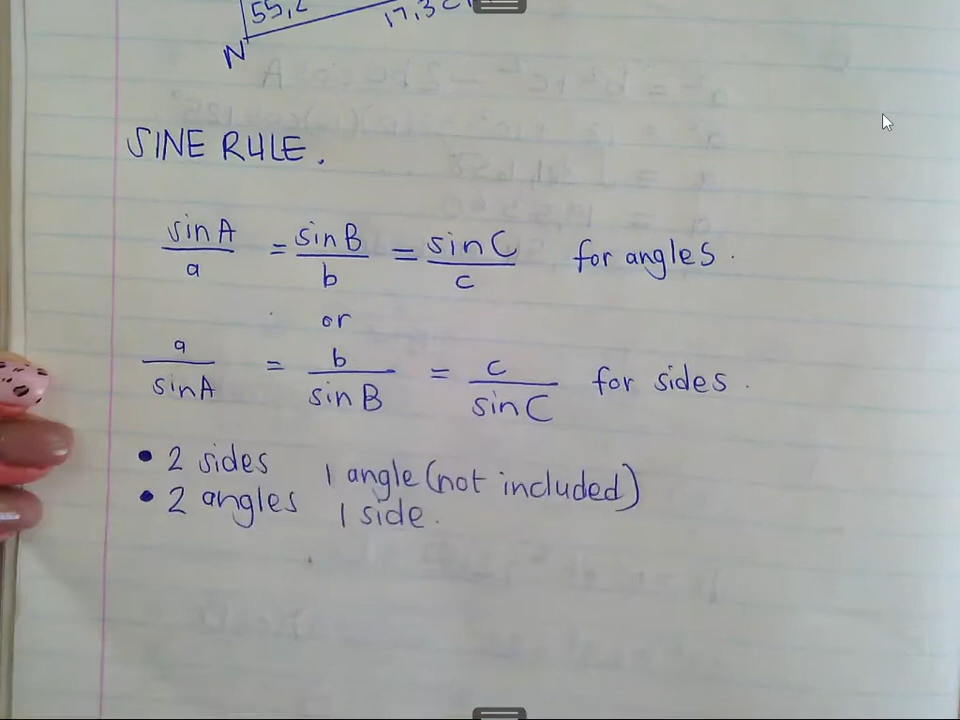 55,2
17,3 c
N
SINE RULE.
sinA/a = sinB/b = sinC/c for angles.
or
a/sinA = b/sinB = c/sinC for sides.
• 2 sides 1 angle (not included)
• 2 angles 1 side.